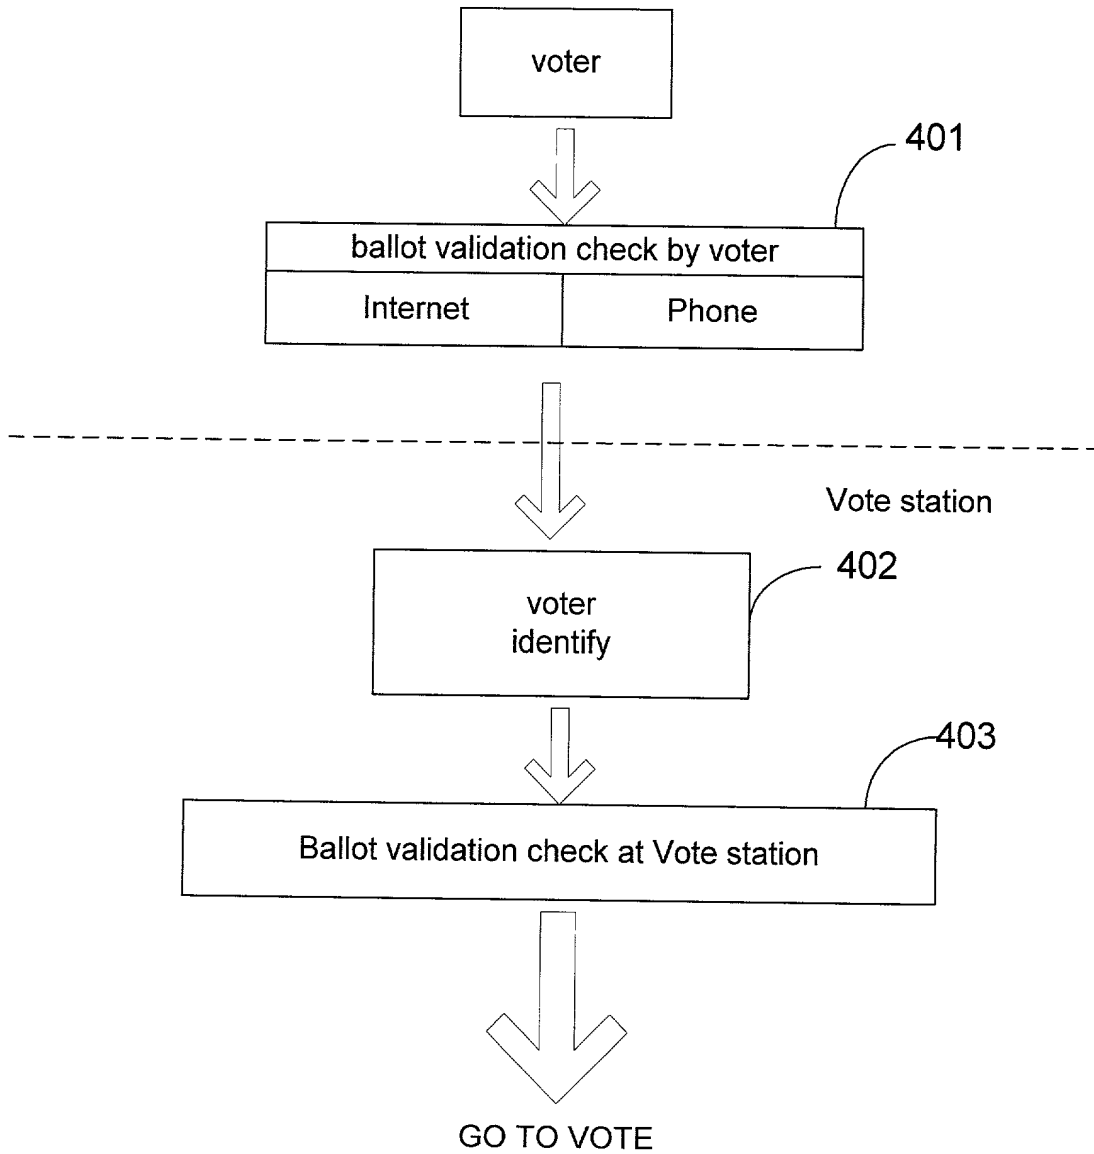 voter
401
ballot validation check by voter
Internet
Phone
Vote station
402
voter
identify
403
Ballot validation check at Vote station
GO TO VOTE